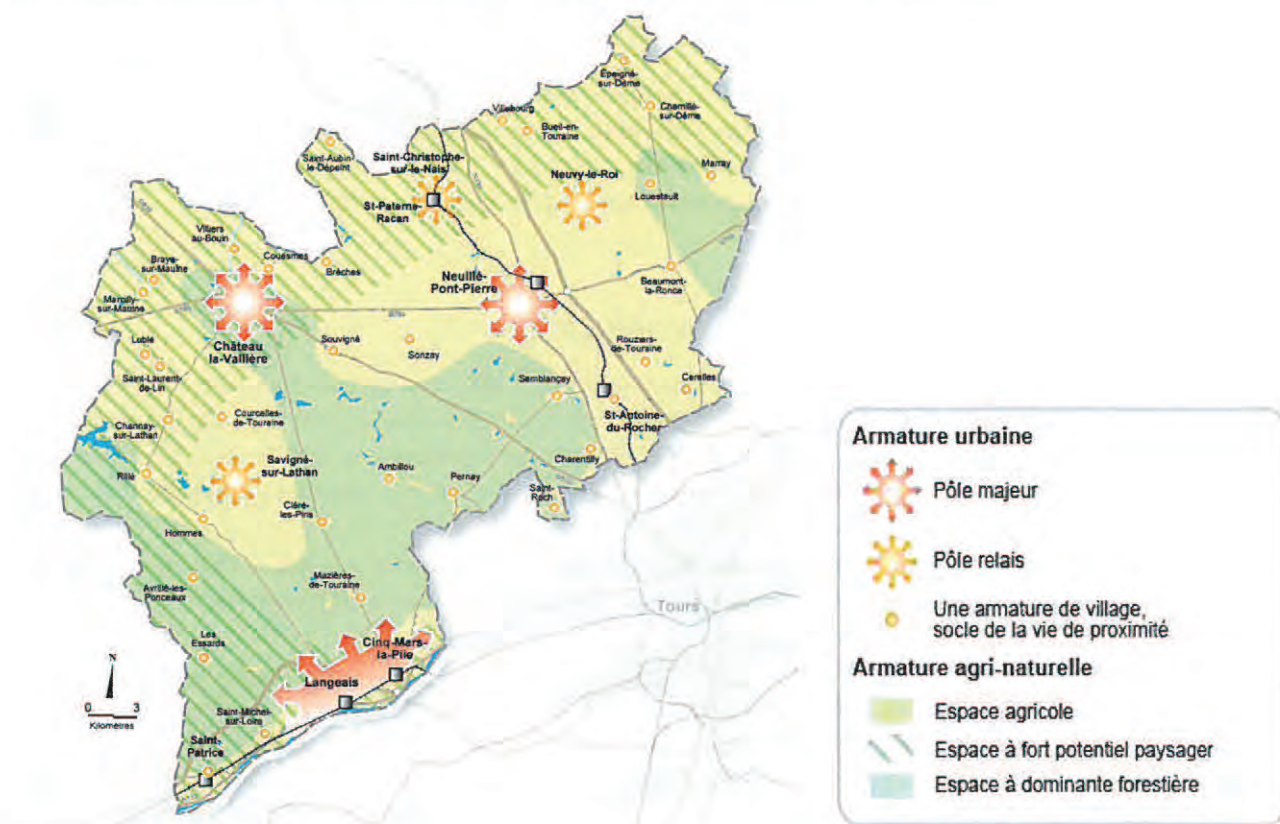 Epeigné-
sur-Dême
Chemillé-
sur-Dême
Villebourg
Bueil-en-
Touraine
Marray
Saint-Aubin
le-Dépeint
Saint-Christophe-
sur-le-Nais
Neuvy-le-Roi
Louestault
St-Paterne-
Racan
Villiers
au-Bouin
Couesmes
Braye-
sur-Maulne
Brèches
Marcilly-
sur-Maulne
Neuillé-
Pont-Pierre
Beaumont-
la-Ronce
Château
la-Vallière
Souvigné
Sonzay
Rouziers-
de-Touraine
Lublé
Saint-Laurent-
de-Lin
Semblançay
Cerelles
St-Antoine-
du-Rocher
Channay-
sur-Lathan
Courcelles-
de-Touraine
Charentilly
Savigné-
sur-Lathan
Ambillou
Pernay
Saint-
Roch
Rillé
Cléré-
les-Pins
Hommes
Mazières-
de-Touraine
Avrillé-les-
Ponceaux
Tours
Les
Essards
Cinq-Mars-
la-Pile
Langeais
N
0 3
Kilomètres
Saint-Michel-
sur-Loire
Saint-
Patrice
Armature urbaine
Pôle majeur
Pôle relais
Une armature de village,
socle de la vie de proximité
Armature agri-naturelle
Espace agricole
Espace à fort potentiel paysager
Espace à dominante forestière